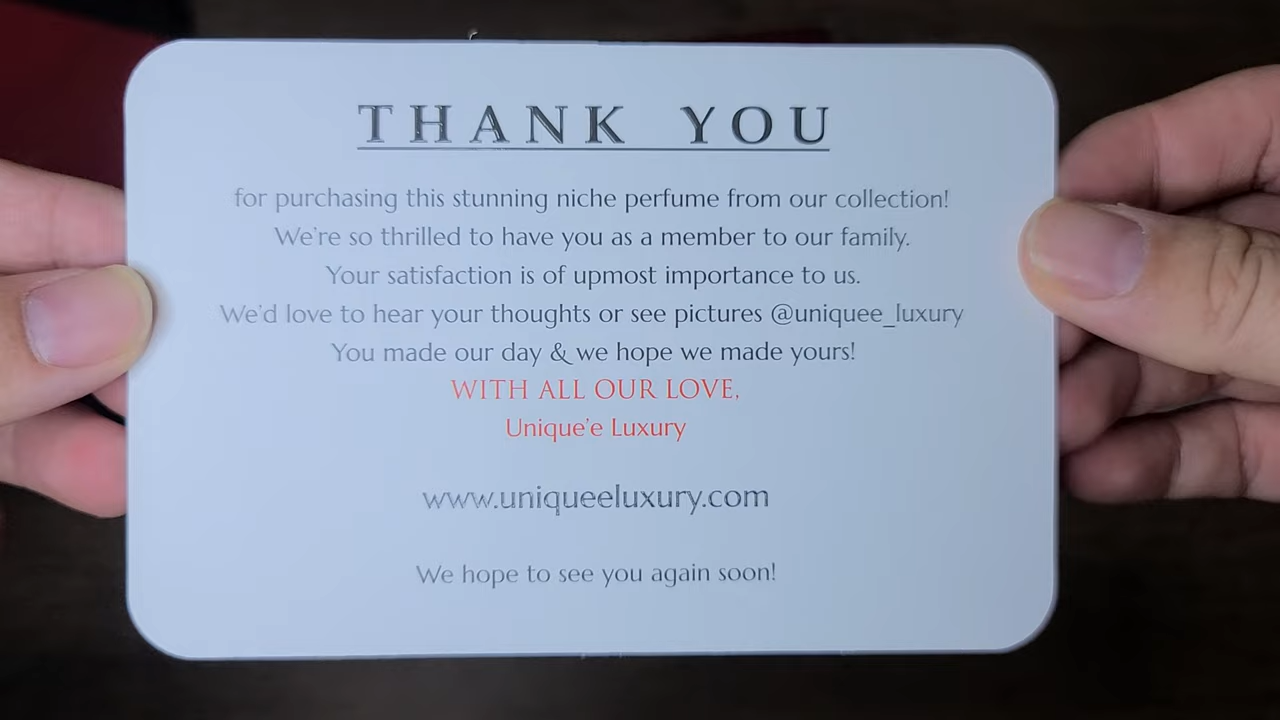 THANK YOU
for purchasing this stunning niche perfume from our collection!
We're so thrilled to have you as a member to our family.
Your satisfaction is of upmost importance to us.
We'd love to hear your thoughts or see pictures @uniquee_luxury
You made our day & we hope we made yours!
WITH ALL OUR LOVE,
Unique'e Luxury
www.uniqueeluxury.com
We hope to see you again soon!